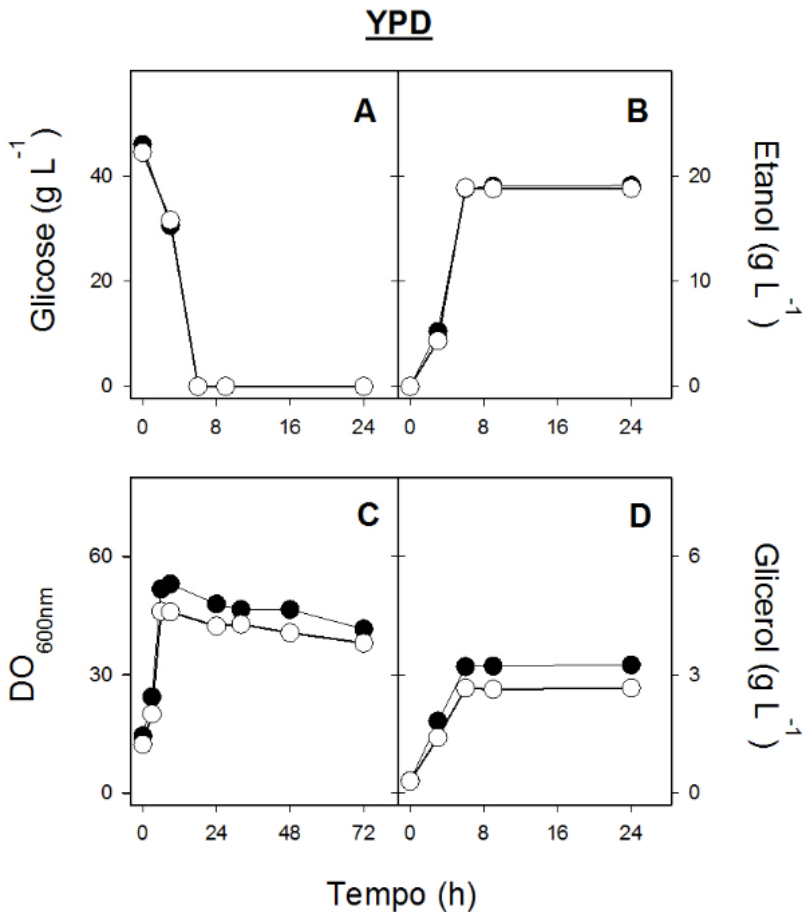 YPD
A
B
Glicose (g L⁻¹)
40
20
0
Etanol (g L⁻¹)
20
10
0
0 8 16 24
0 8 16 24
C
D
DO600nm
60
30
0
Glicerol (g L⁻¹)
6
3
0
0 24 48 72
0 8 16 24
Tempo (h)